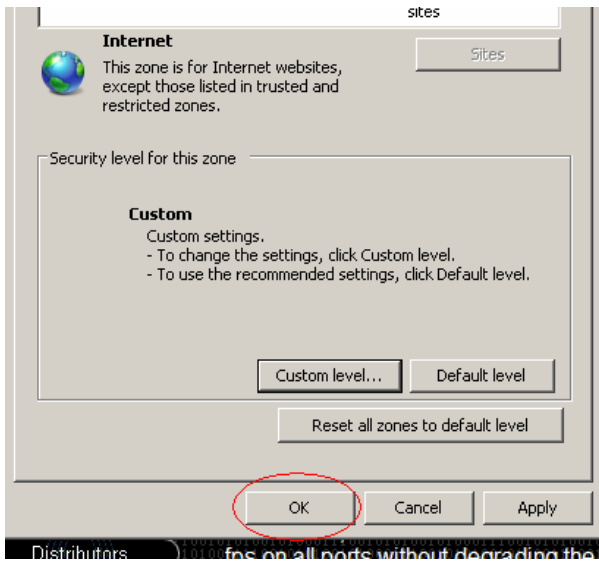 sites
Internet
Sites
This zone is for Internet websites,
except those listed in trusted and
restricted zones.
Security level for this zone
Custom
Custom settings.
- To change the settings, click Custom level.
- To use the recommended settings, click Default level.
Custom level...
Default level
Reset all zones to default level
OK
Cancel
Apply
Distributors
fps on all ports without degrading the